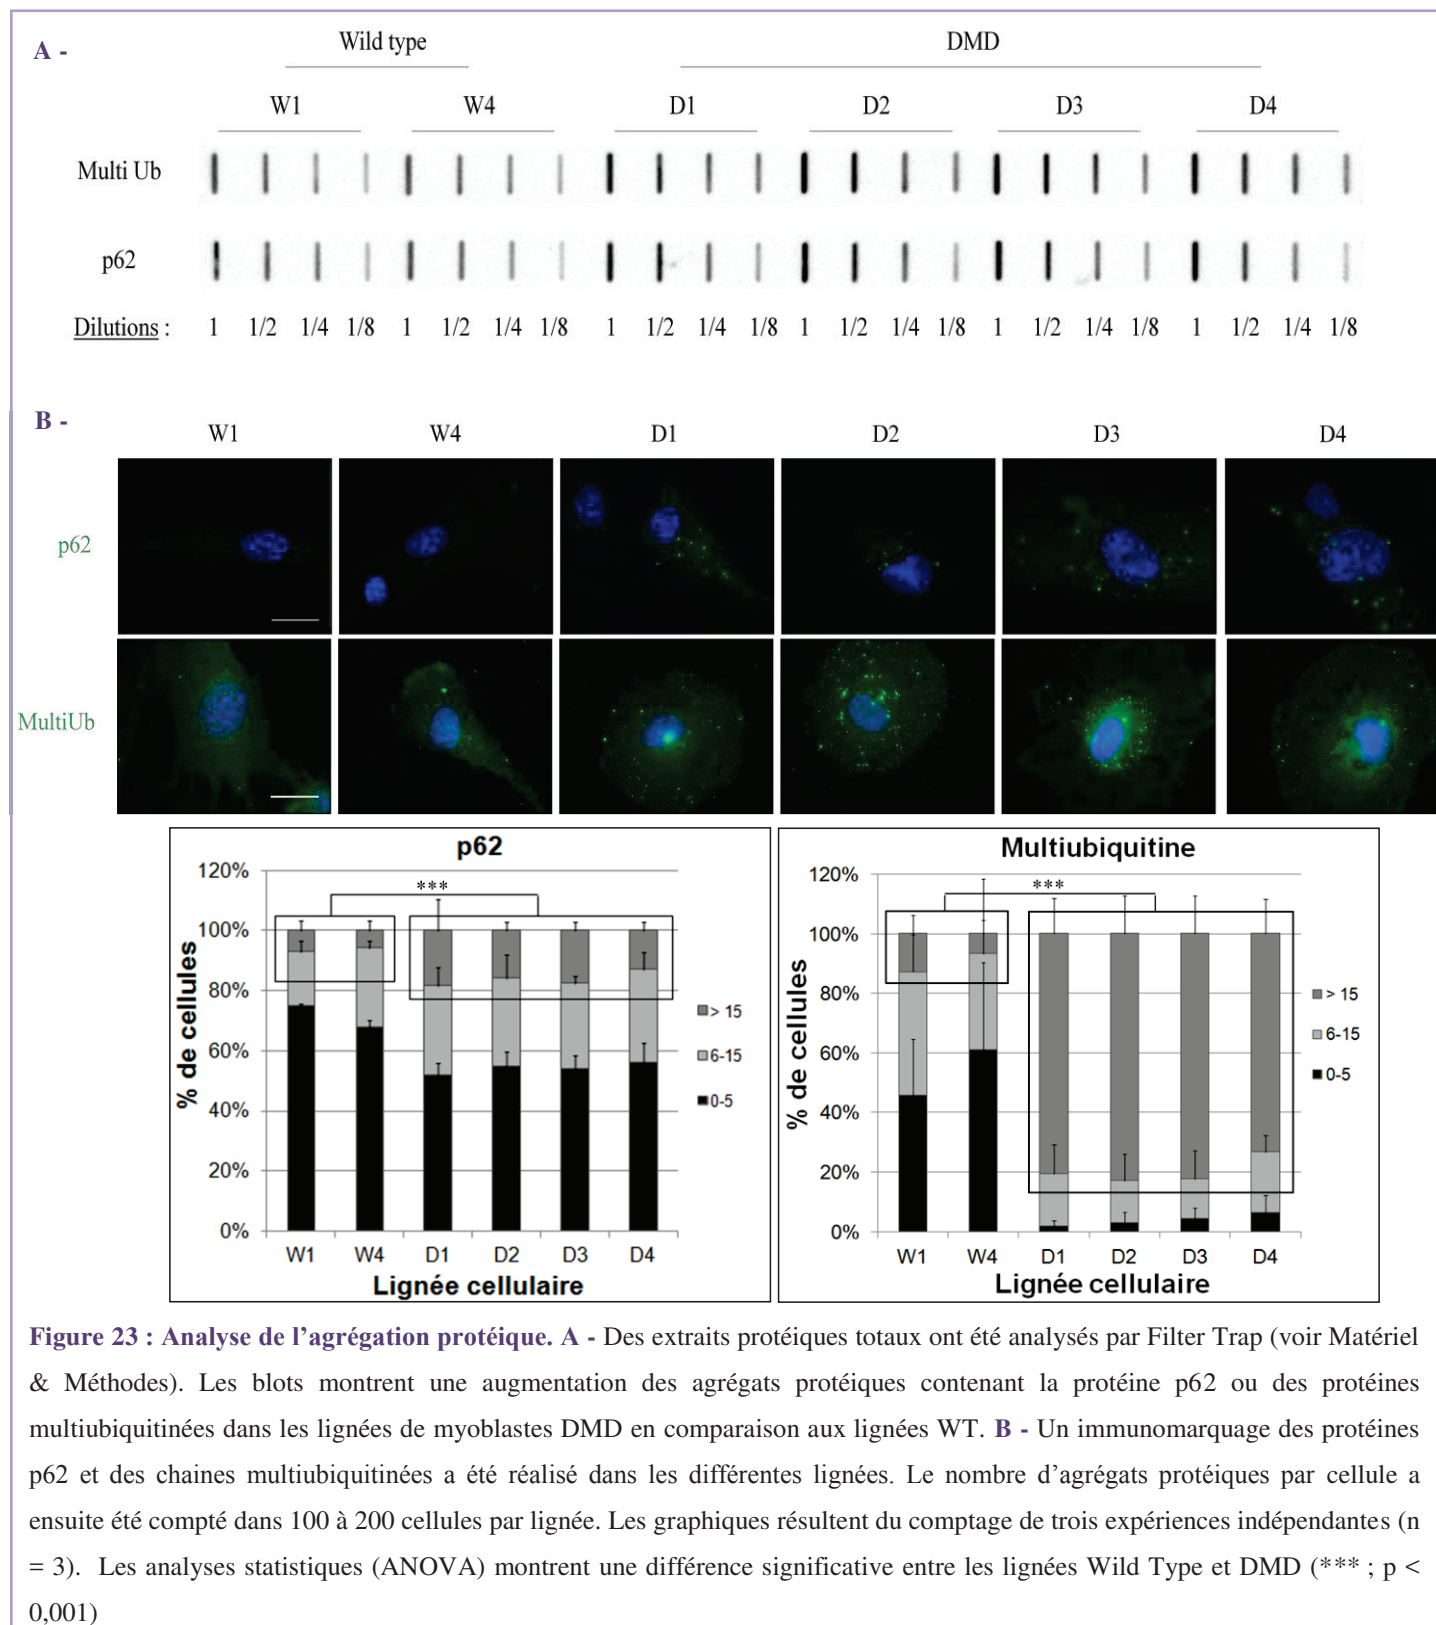 A -
Wild type DMD
W1 W4 D1 D2 D3 D4
Multi Ub
p62
Dilutions : 1 1/2 1/4 1/8 1 1/2 1/4 1/8 1 1/2 1/4 1/8 1 1/2 1/4 1/8 1 1/2 1/4 1/8 1 1/2 1/4 1/8
B -
W1 W4 D1 D2 D3 D4
p62
MultiUb
p62
120%
100%
80%
60%
40%
20%
0%
% de cellules
***
> 15
6-15
0-5
W1 W4 D1 D2 D3 D4
Lignée cellulaire
Multiubiquitine
120%
100%
80%
60%
40%
20%
0%
% de cellules
***
> 15
6-15
0-5
W1 W4 D1 D2 D3 D4
Lignée cellulaire
Figure 23 : Analyse de l’agrégation protéique. A - Des extraits protéiques totaux ont été analysés par Filter Trap (voir Matériel
& Méthodes). Les blots montrent une augmentation des agrégats protéiques contenant la protéine p62 ou des protéines
multiubiquitinées dans les lignées de myoblastes DMD en comparaison aux lignées WT. B - Un immunomarquage des protéines
p62 et des chaines multiubiquitinées a été réalisé dans les différentes lignées. Le nombre d’agrégats protéiques par cellule a
ensuite été compté dans 100 à 200 cellules par lignée. Les graphiques résultent du comptage de trois expériences indépendantes (n
= 3). Les analyses statistiques (ANOVA) montrent une différence significative entre les lignées Wild Type et DMD (*** ; p <
0,001)